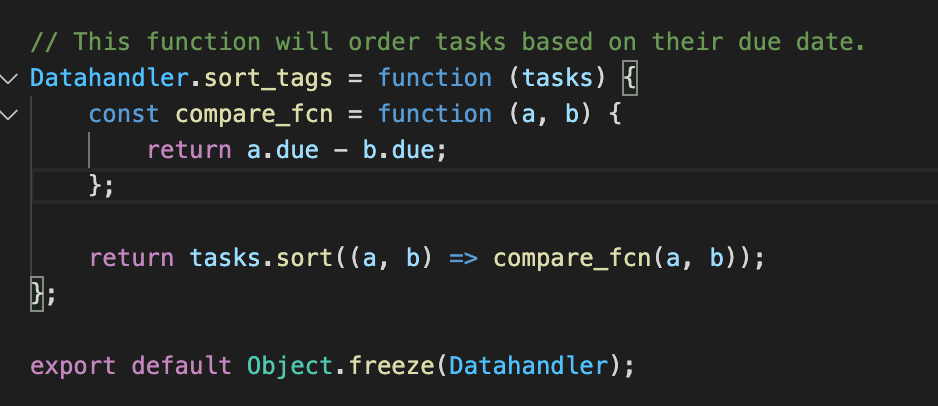 // This function will order tasks based on their due date.
Datahandler.sort_tags = function (tasks) {
    const compare_fcn = function (a, b) {
        return a.due - b.due;
    };
    return tasks.sort((a, b) => compare_fcn(a, b));
};
export default Object.freeze(Datahandler);